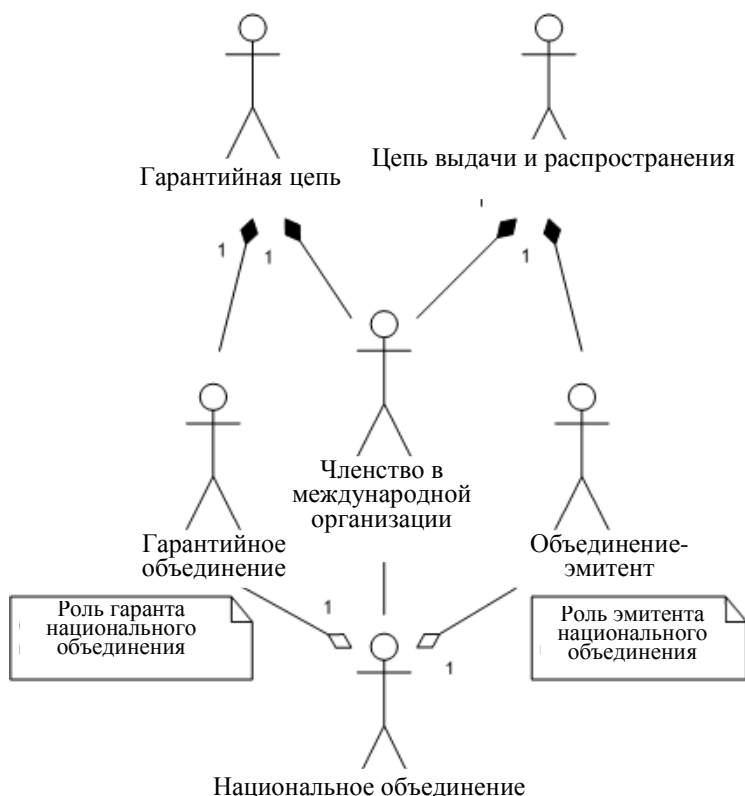 Гарантийная цепь
Цепь выдачи и распространения
1
1
1
Членство в
международной
организации
Гарантийное
объединение
Объединение-
эмитент
Роль гаранта
национального
объединения
1
Роль эмитента
национального
объединения
1
Национальное объединение